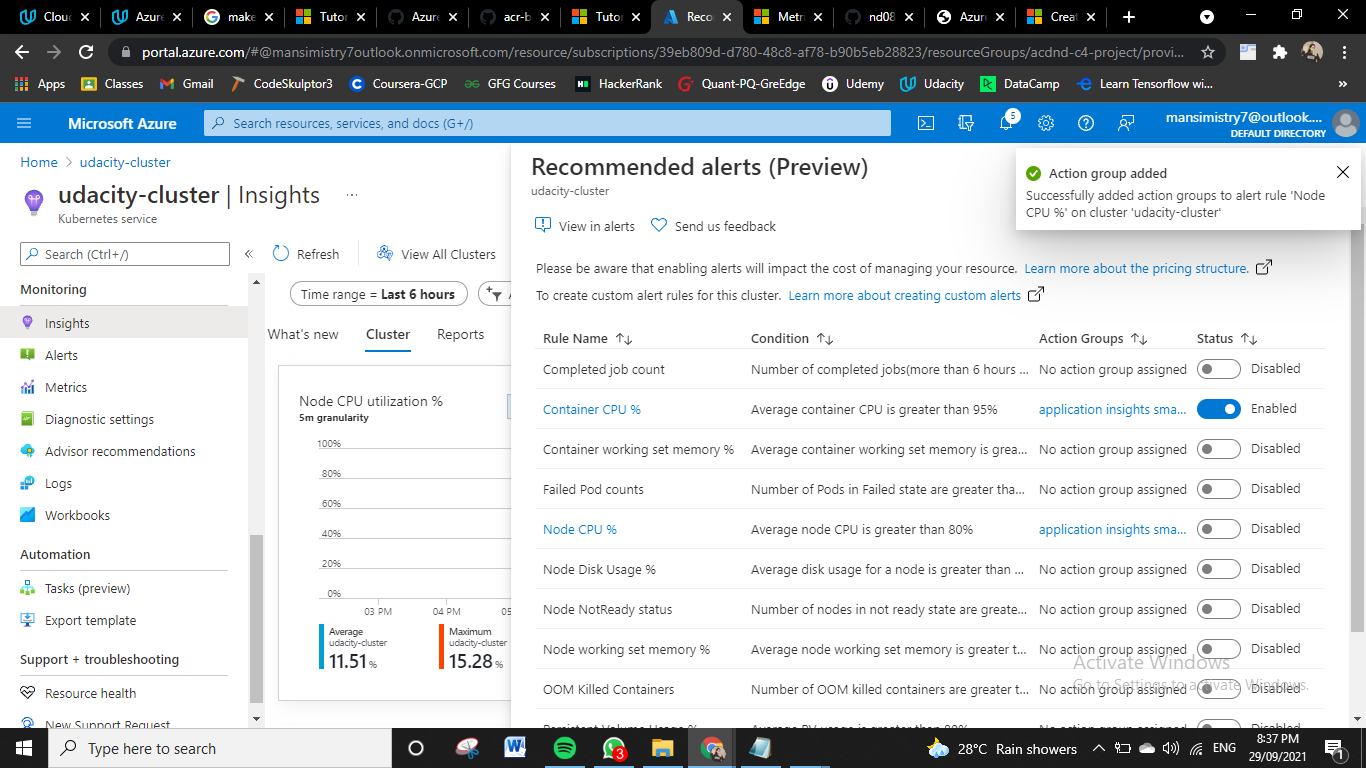 Cloud
Azure
make
Tutor
Azure
acr-b
Tutor
Reco
Metr
nd08
Azur
Creat
portal.azure.com/#@mansimistry7outlook.onmicrosoft.com/resource/subscriptions/39eb809d-d780-48c8-af78-b90b5eb28823/resourceGroups/acdnd-c4-project/provi...
Apps
Classes
Gmail
CodeSkulptor3
Coursera-GCP
GFG Courses
HackerRank
Quant-PQ-GreEdge
Udemy
Udacity
DataCamp
Learn Tensorflow wi...
Microsoft Azure
Search resources, services, and docs (G+/)
5
mansimistry7@outlook....
DEFAULT DIRECTORY
Home > udacity-cluster
udacity-cluster | Insights ...
Kubernetes service
Search (Ctrl+/)
Monitoring
Insights
Alerts
Metrics
Diagnostic settings
Advisor recommendations
Logs
Workbooks
Automation
Tasks (preview)
Export template
Support + troubleshooting
Resource health
New Support Request
Refresh
View All Clusters
Time range = Last 6 hours
What's new
Cluster
Reports
Node CPU utilization %
5m granularity
100%
80%
60%
40%
20%
0%
03 PM
04 PM
05
Average
udacity-cluster
11.51 %
Maximum
udacity-cluster
15.28 %
Recommended alerts (Preview)
udacity-cluster
View in alerts
Send us feedback
Action group added
Successfully added action groups to alert rule 'Node
CPU %' on cluster 'udacity-cluster'
Please be aware that enabling alerts will impact the cost of managing your resource. Learn more about the pricing structure.
To create custom alert rules for this cluster. Learn more about creating custom alerts
Rule Name Condition Action Groups Status
Completed job count Number of completed jobs(more than 6 hours ... No action group assigned Disabled
Container CPU % Average container CPU is greater than 95% application insights sma... Enabled
Container working set memory % Average container working set memory is grea... No action group assigned Disabled
Failed Pod counts Number of Pods in Failed state are greater tha... No action group assigned Disabled
Node CPU % Average node CPU is greater than 80% application insights sma... Disabled
Node Disk Usage % Average disk usage for a node is greater than ... No action group assigned Disabled
Node NotReady status Number of nodes in not ready state are greate... No action group assigned Disabled
Node working set memory % Average node working set memory is greater t... No action group assigned Disabled
OOM Killed Containers Number of OOM killed containers are greater t... No action group assigned Disabled
Persistent Volume Usage % Average PV usage is greater than 80% No action group assigned Disabled
Activate Windows
Go to Settings to activate Windows.
Type here to search
3
28°C Rain showers
ENG
8:37 PM
29/09/2021
1